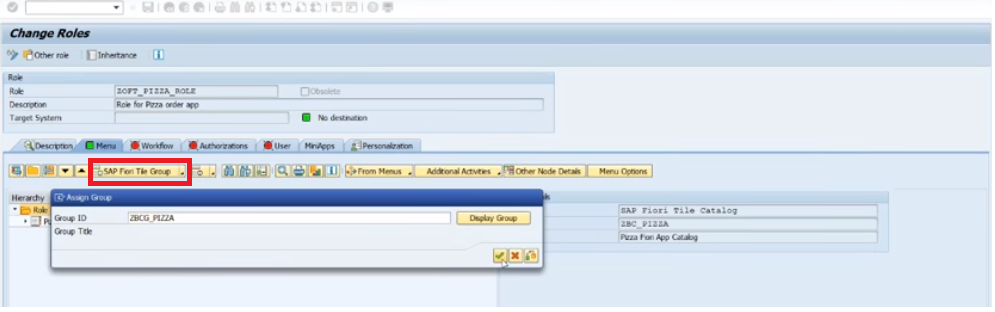 Change Roles
Other role Inheritance
Role
Role ZOFT_PIZZA_ROLE Obsolete
Description Role for Pizza order app
Target System No destination
Description Menu Workflow Authorizations User MiniApps Personalization
SAP Fiori Tile Group From Menus Additional Activities Other Node Details Menu Options
Hierarchy
Role
Assign Group
Group ID ZBCG_PIZZA Display Group
Group Title
SAP Fiori Tile Catalog
ZBC_PIZZA
Pizza Fiori App Catalog